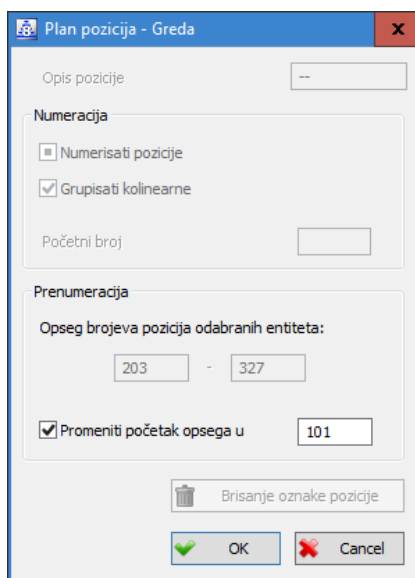 Plan pozicija - Greda
Opis pozicije --
Numeracija
Numerisati pozicije
Grupisati kolinearne
Početni broj
Prenumeracija
Opseg brojeva pozicija odabranih entiteta:
203 - 327
Promeniti početak opsega u 101
Brisanje oznake pozicije
OK Cancel